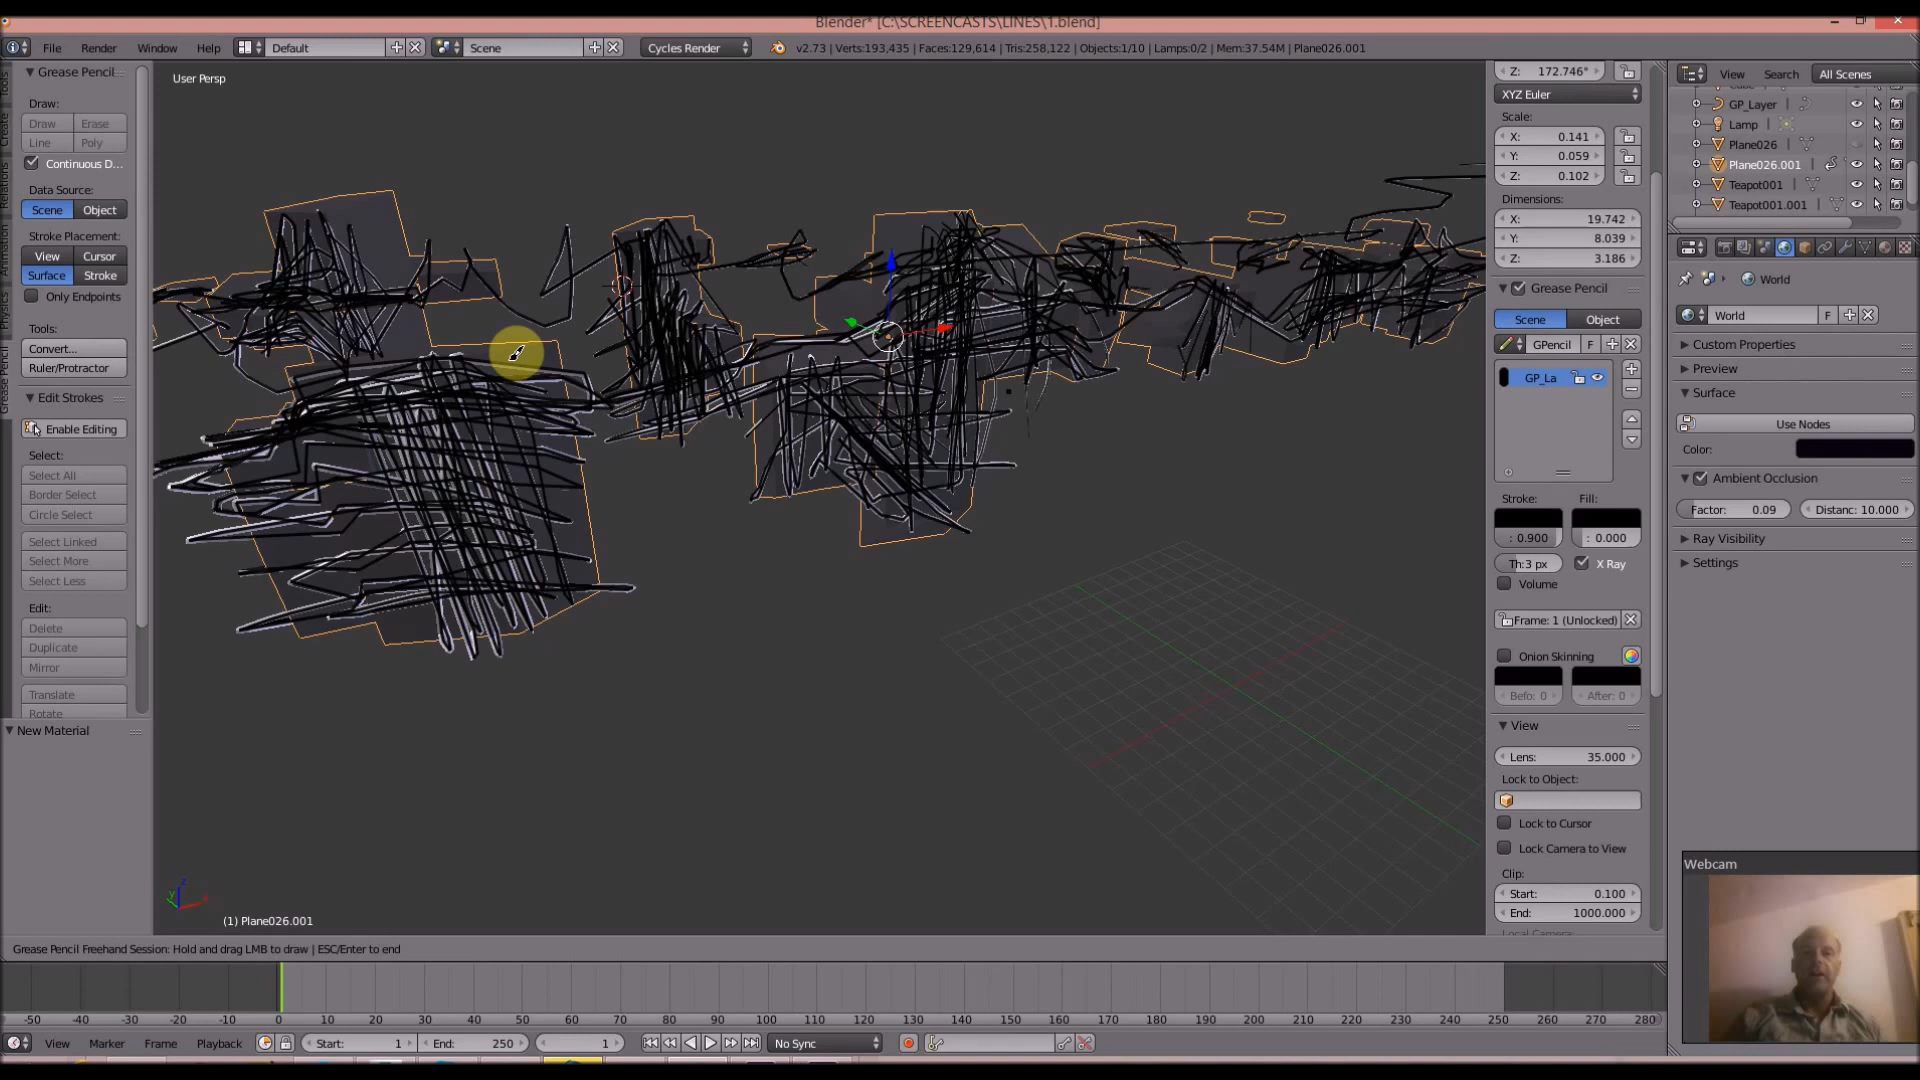 Blender* [C:\SCREENCASTS\LINES\1.blend]
File Render Window Help Default Scene Cycles Render v2.73 | Verts:193,435 | Faces:129,614 | Tris:258,122 | Objects:1/10 | Lamps:0/2 | Mem:37.54M | Plane026.001
Tools
Create
Relations
Animation
Physics
Grease Pencil
Grease Pencil
Draw:
Draw Erase
Line Poly
Continuous D...
Data Source:
Scene Object
Stroke Placement:
View Cursor
Surface Stroke
Only Endpoints
Tools:
Convert...
Ruler/Protractor
Edit Strokes
Enable Editing
Select:
Select All
Border Select
Circle Select
Select Linked
Select More
Select Less
Edit:
Delete
Duplicate
Mirror
Translate
Rotate
New Material
User Persp
(1) Plane026.001
Z: 172.746°
XYZ Euler
Scale:
X: 0.141
Y: 0.059
Z: 0.102
Dimensions:
X: 19.742
Y: 8.039
Z: 3.186
Grease Pencil
Scene Object
GPencil F
GP_La
Stroke: Fill:
: 0.900 : 0.000
Th:3 px X Ray
Volume
Frame: 1 (Unlocked)
Onion Skinning
Befo: 0 After: 0
View
Lens: 35.000
Lock to Object:
Lock to Cursor
Lock Camera to View
Clip:
Start: 0.100
End: 1000.000
Local Camera:
View Search All Scenes
GP_Layer
Lamp
Plane026
Plane026.001
Teapot001
Teapot001.001
World
World F
Custom Properties
Preview
Surface
Use Nodes
Color:
Ambient Occlusion
Factor: 0.09 Distanc: 10.000
Ray Visibility
Settings
Webcam
Grease Pencil Freehand Session: Hold and drag LMB to draw | ESC/Enter to end
-50 -40 -30 -20 -10 0 10 20 30 40 50 60 70 80 90 100 110 120 130 140 150 160 170 180 190 200 210 220 230 240 250 260 270 280
View Marker Frame Playback Start: 1 End: 250 1 No Sync